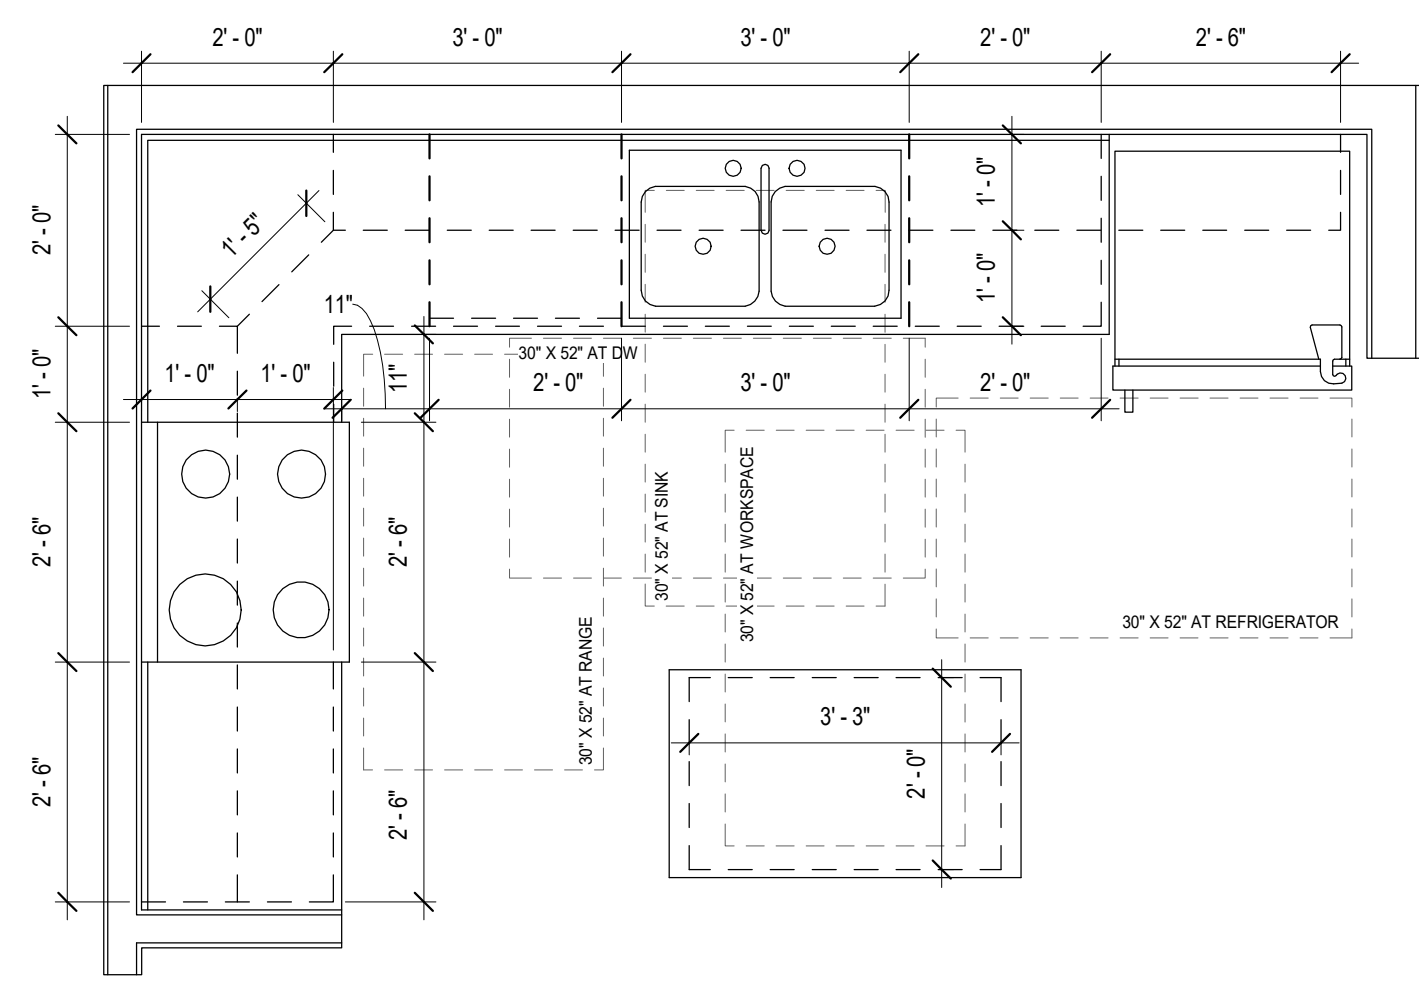 2' - 0"
3' - 0"
3' - 0"
2' - 0"
2' - 6"
2' - 0"
1' - 5"
1' - 0"
1' - 0"
11"
1' - 0"
1' - 0"
1' - 0"
11"
30" X 52" AT DW
2' - 0"
3' - 0"
2' - 0"
2' - 6"
2' - 6"
30" X 52" AT SINK
30" X 52" AT WORKSPACE
30" X 52" AT REFRIGERATOR
30" X 52" AT RANGE
3' - 3"
2' - 0"
2' - 6"
2' - 6"